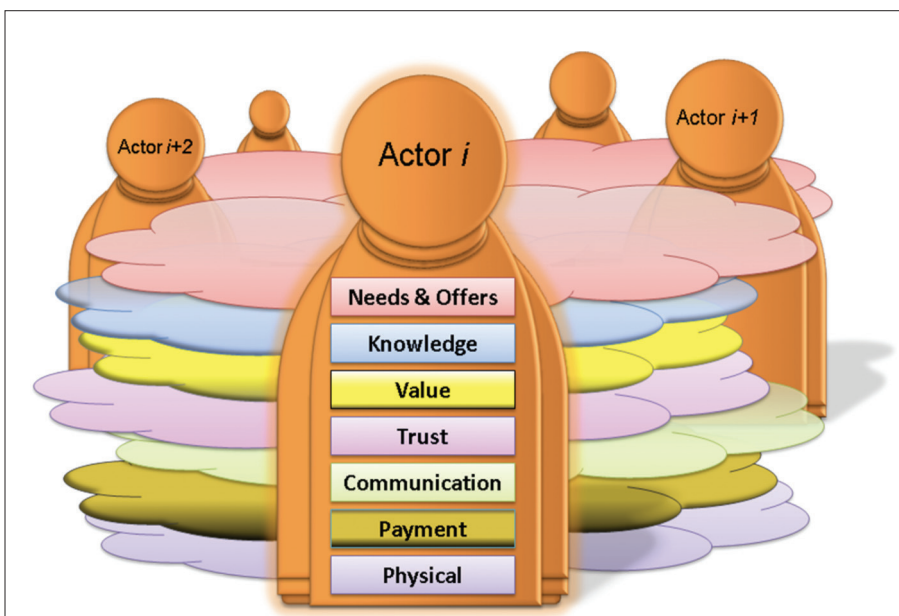 Actor i+2
Actor i
Actor i+1
Needs & Offers
Knowledge
Value
Trust
Communication
Payment
Physical